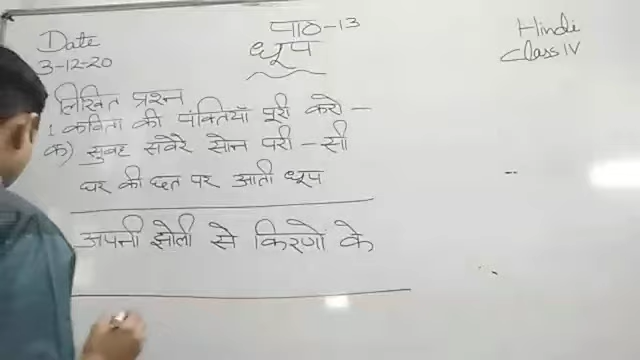 Date
3-12-20
पाठ-13
धूप
Hindi
Class IV
लिखित प्रश्न
1. कविता की पंक्तियाँ पूरी करो -
क) सुबह सवेरे सोन परी - सी
घर की छत पर आती धूप
अपनी झोली से किरणों के